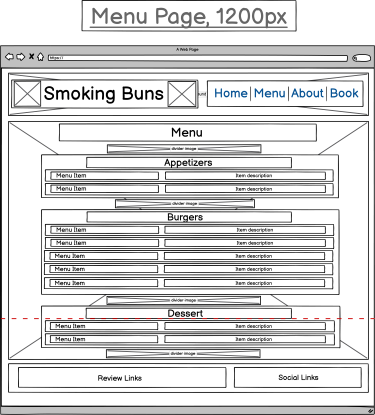 Menu Page, 1200px
A Web Page
https://
Smoking Buns
Home Menu About Book
Menu
divider image
Appetizers
Menu Item Item description
Menu Item Item description
divider image
Burgers
Menu Item Item description
Menu Item Item description
Menu Item Item description
Menu Item Item description
Menu Item Item description
divider image
Dessert
Menu Item Item description
Menu Item Item description
divider image
Review Links Social Links